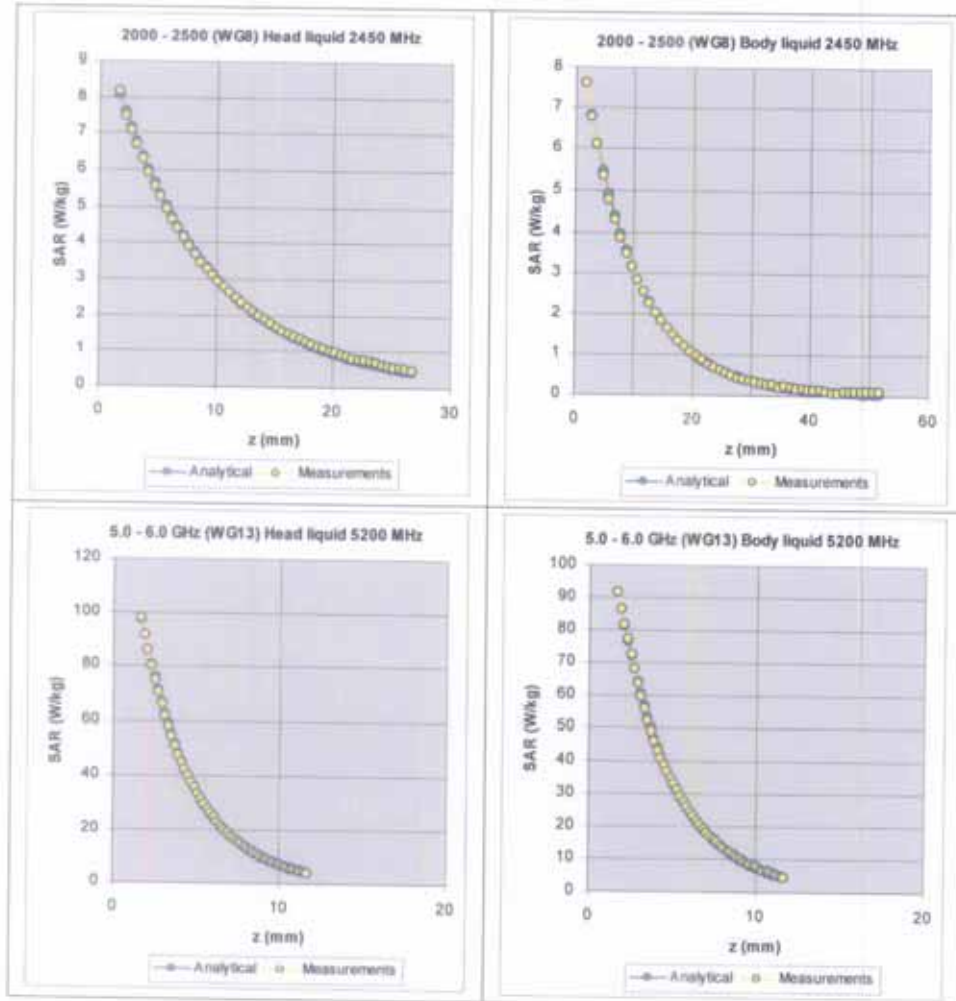 2000 - 2500 (WG8) Head liquid 2450 MHz
9
8
7
6
5
4
3
2
1
0
SAR (W/kg)
0 10 20 30
z (mm)
Analytical Measurements
2000 - 2500 (WG8) Body liquid 2450 MHz
8
7
6
5
4
3
2
1
0
SAR (W/kg)
0 20 40 60
z (mm)
Analytical Measurements
5.0 - 6.0 GHz (WG13) Head liquid 5200 MHz
120
100
80
60
40
20
0
SAR (W/kg)
0 10 20
z (mm)
Analytical Measurements
5.0 - 6.0 GHz (WG13) Body liquid 5200 MHz
100
90
80
70
60
50
40
30
20
10
0
SAR (W/kg)
0 10 20
z (mm)
Analytical Measurements